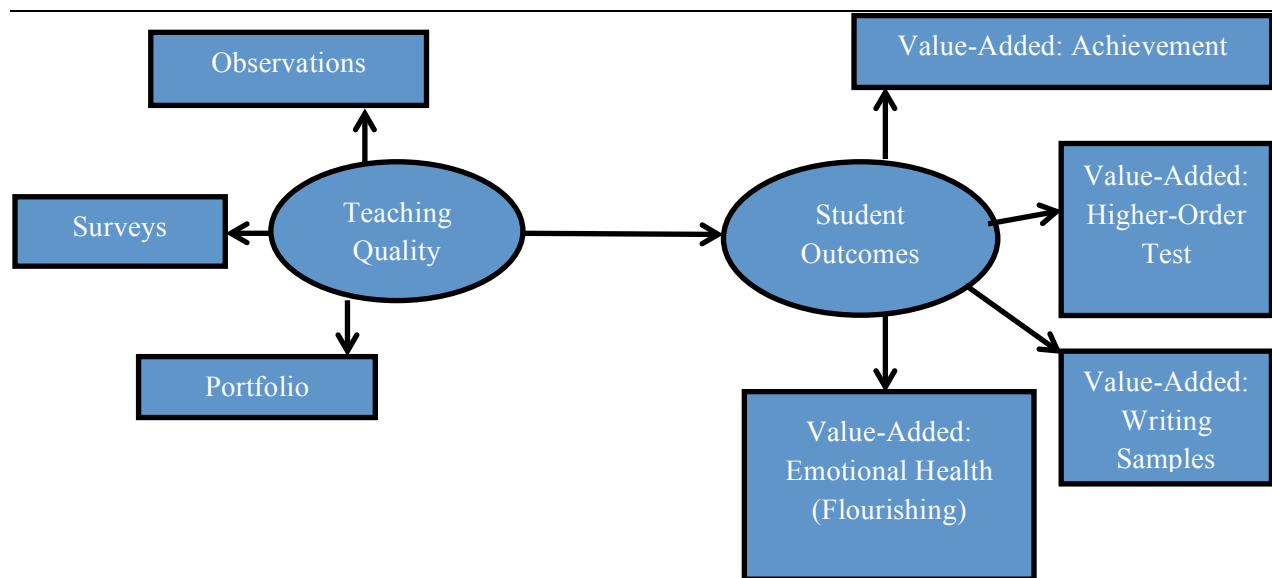 Observations
Surveys
Teaching
Quality
Portfolio
Value-Added: Achievement
Student
Outcomes
Value-Added:
Higher-Order
Test
Value-Added:
Writing
Samples
Value-Added:
Emotional Health
(Flourishing)